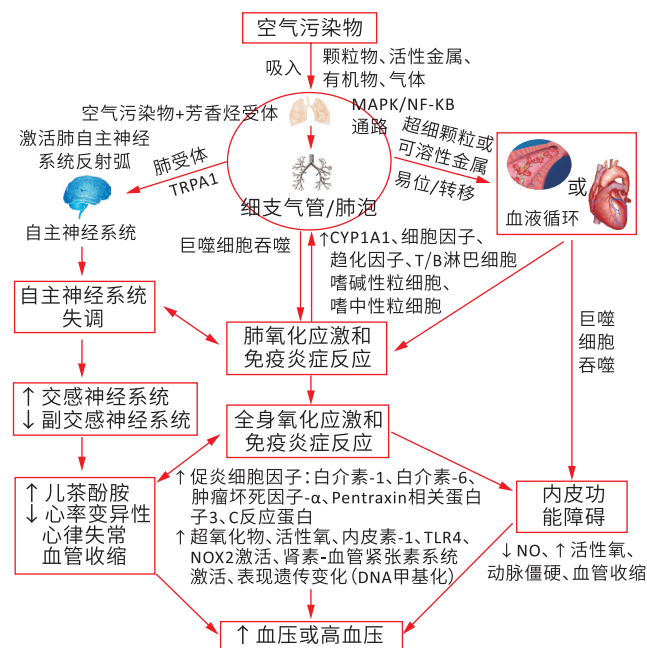 空气污染物
吸入
颗粒物、活性金属、
有机物、气体
空气污染物+芳香烃受体
MAPK/NF-KB
通路
激活肺自主神经
系统反射弧
肺受体
TRPA1
超细颗粒或
可溶性金属
易位/转移
细支气管/肺泡
或
血液循环
自主神经系统
巨噬细胞吞噬
↑CYP1A1、细胞因子、
趋化因子、T/B淋巴细胞
嗜碱性粒细胞、
嗜中性粒细胞
自主神经系统
失调
肺氧化应激和
免疫炎症反应
巨噬
细胞
吞噬
↑交感神经系统
↓副交感神经系统
全身氧化应激和
免疫炎症反应
↑儿茶酚胺
↓心率变异性
心律失常
血管收缩
↑促炎细胞因子：白介素-1、白介素-6、
肿瘤坏死因子-α、Pentraxin相关蛋白
子3、C反应蛋白
↑超氧化物、活性氧、内皮素-1、TLR4、
NOX2激活、肾素-血管紧张素系统
激活、表现遗传变化（DNA甲基化）
内皮功
能障碍
↓NO、↑活性氧、
动脉僵硬、血管收缩
↑血压或高血压